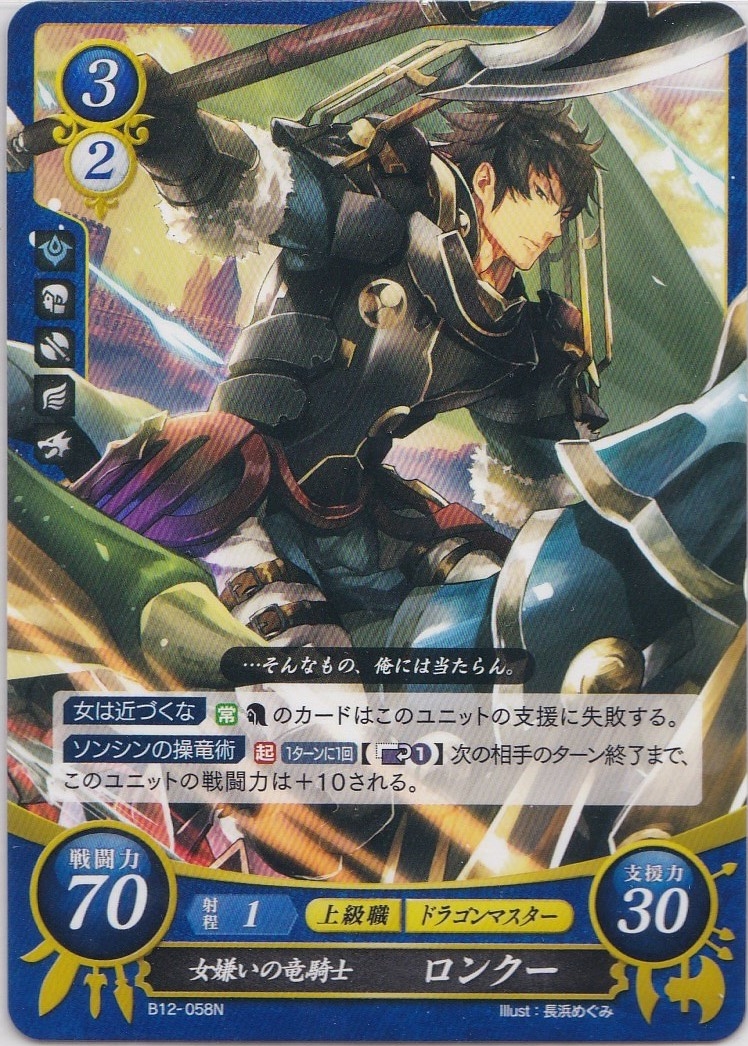 3
2
…そんなもの、俺には当たらん。
女は近づくな 常 のカードはこのユニットの支援に失敗する。
ソンシンの操竜術 起 1ターンに1回【 1】次の相手のターン終了まで、
このユニットの戦闘力は+10される。
戦闘力
70
射程 1
上級職 ドラゴンマスター
支援力
30
女嫌いの竜騎士 ロンクー
B12-058N
Illust：長浜めぐみ